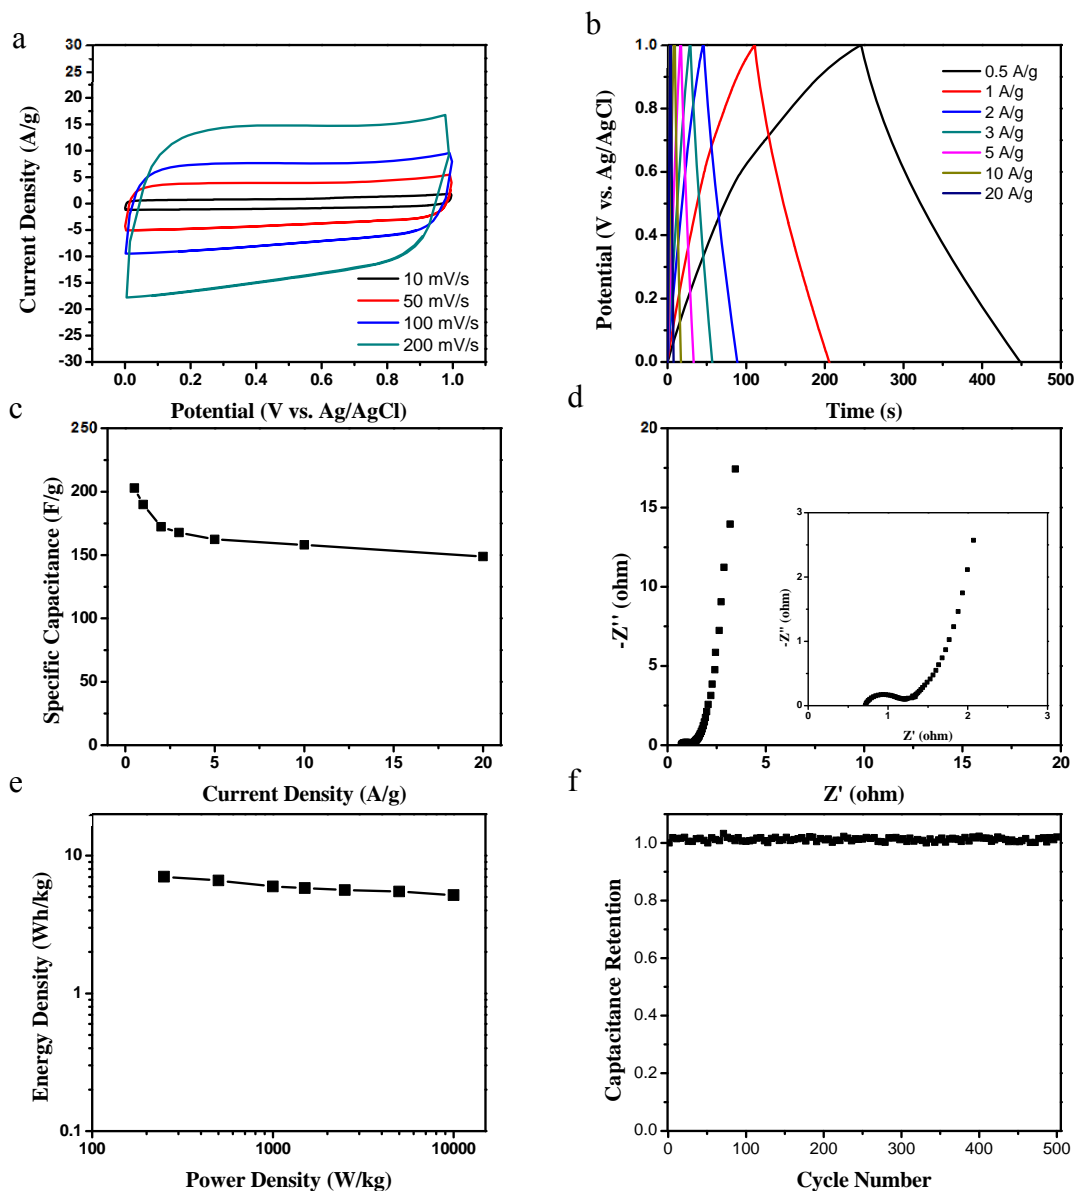 a
30
25
20
15
10
5
0
-5
-10
-15
-20
-25
-30
Current Density (A/g)
10 mV/s
50 mV/s
100 mV/s
200 mV/s
0.0 0.2 0.4 0.6 0.8 1.0
Potential (V vs. Ag/AgCl)
b
1.0
0.8
0.6
0.4
0.2
0.0
Potential (V vs. Ag/AgCl)
0.5 A/g
1 A/g
2 A/g
3 A/g
5 A/g
10 A/g
20 A/g
0 100 200 300 400 500
Time (s)
c
250
200
150
100
50
0
Specific Capacitance (F/g)
0 5 10 15 20
Current Density (A/g)
d
20
15
10
5
0
-Z'' (ohm)
3
2
1
0
-Z'' (ohm)
0 1 2 3
Z' (ohm)
0 5 10 15 20
Z' (ohm)
e
10
1
0.1
Energy Density (Wh/kg)
100 1000 10000
Power Density (W/kg)
f
1.0
0.8
0.6
0.4
0.2
0.0
Captacitance Retention
0 100 200 300 400 500
Cycle Number